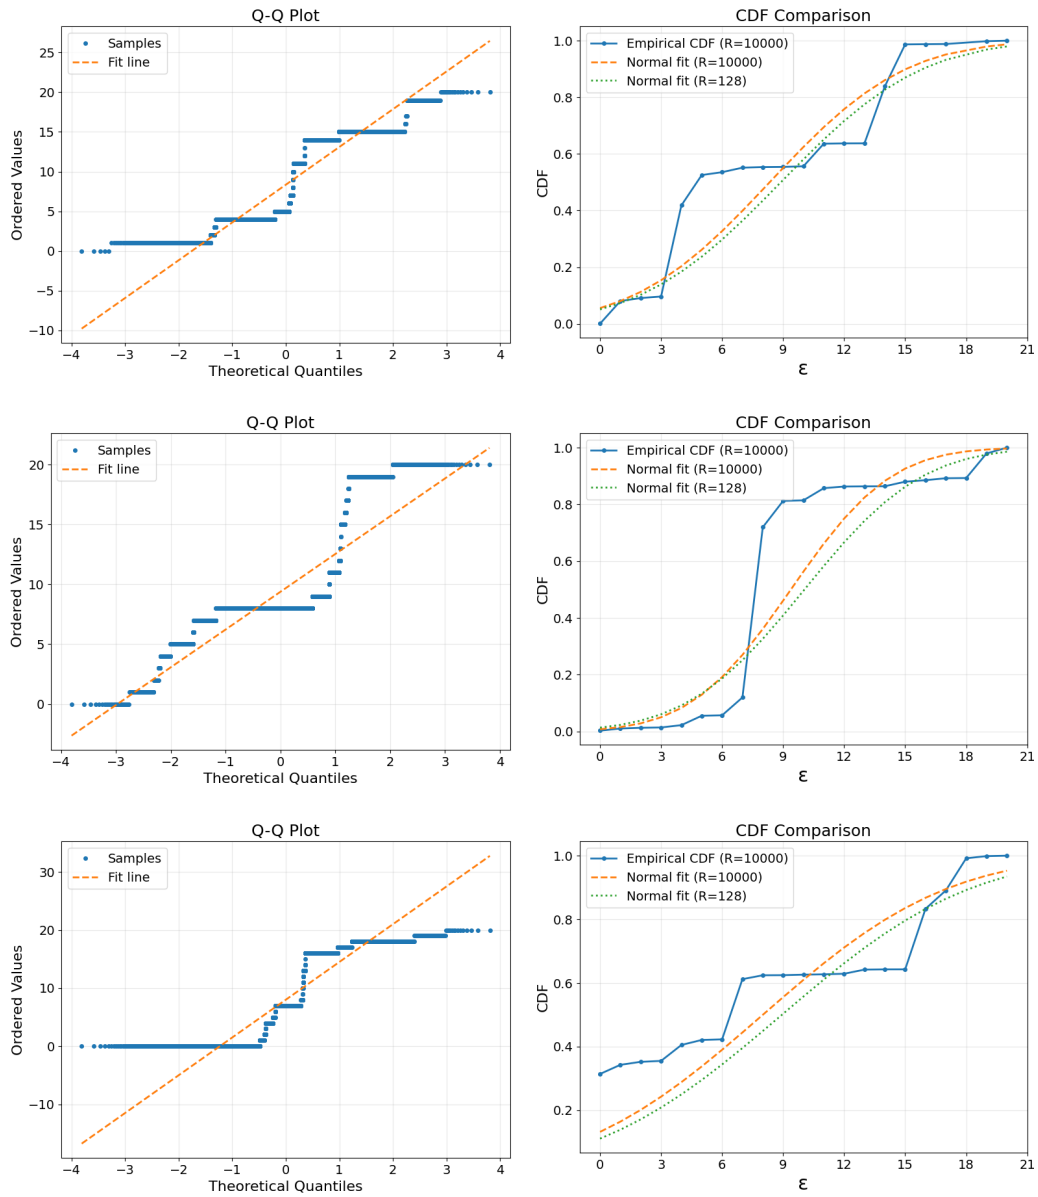 Q-Q Plot
Samples
Fit line
Ordered Values
25
20
15
10
5
0
−5
−10
−4 −3 −2 −1 0 1 2 3 4
Theoretical Quantiles
CDF Comparison
Empirical CDF (R=10000)
Normal fit (R=10000)
Normal fit (R=128)
CDF
1.0
0.8
0.6
0.4
0.2
0.0
0 3 6 9 12 15 18 21
ε
Q-Q Plot
Samples
Fit line
Ordered Values
20
15
10
5
0
−4 −3 −2 −1 0 1 2 3 4
Theoretical Quantiles
CDF Comparison
Empirical CDF (R=10000)
Normal fit (R=10000)
Normal fit (R=128)
CDF
1.0
0.8
0.6
0.4
0.2
0.0
0 3 6 9 12 15 18 21
ε
Q-Q Plot
Samples
Fit line
Ordered Values
30
20
10
0
−10
−4 −3 −2 −1 0 1 2 3 4
Theoretical Quantiles
CDF Comparison
Empirical CDF (R=10000)
Normal fit (R=10000)
Normal fit (R=128)
CDF
1.0
0.8
0.6
0.4
0.2
0 3 6 9 12 15 18 21
ε